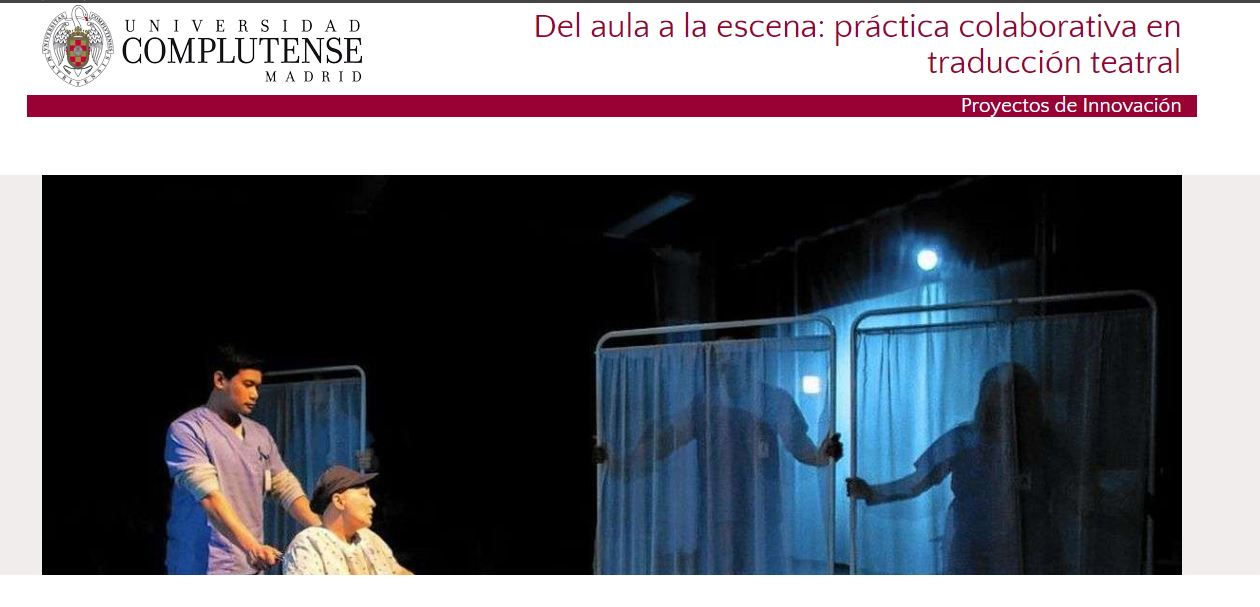 UNIVERSIDAD
COMPLUTENSE
MADRID
Del aula a la escena: práctica colaborativa en
traducción teatral
Proyectos de Innovación